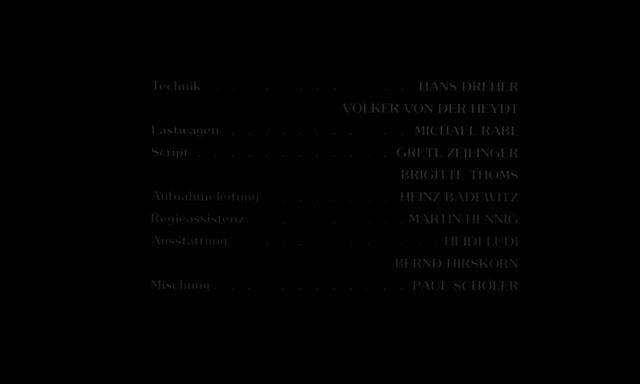 Technik . . . . . . . . . . . . HANS DREHER
VOLKER VON DER HEYDT
Lastwagen . . . . . . . . . . . MICHAEL RABL
Script . . . . . . . . . . . . GRETL ZEILINGER
BRIGITTE THOMS
Aufnahmeleitung . . . . . . . . HEINZ BADEWITZ
Regieassistenz . . . . . . . . . MARTIN HENNIG
Ausstattung . . . . . . . . . . . HEIDI LÜDI
BERND HIRSKORN
Mischung . . . . . . . . . . . . PAUL SCHÖLER